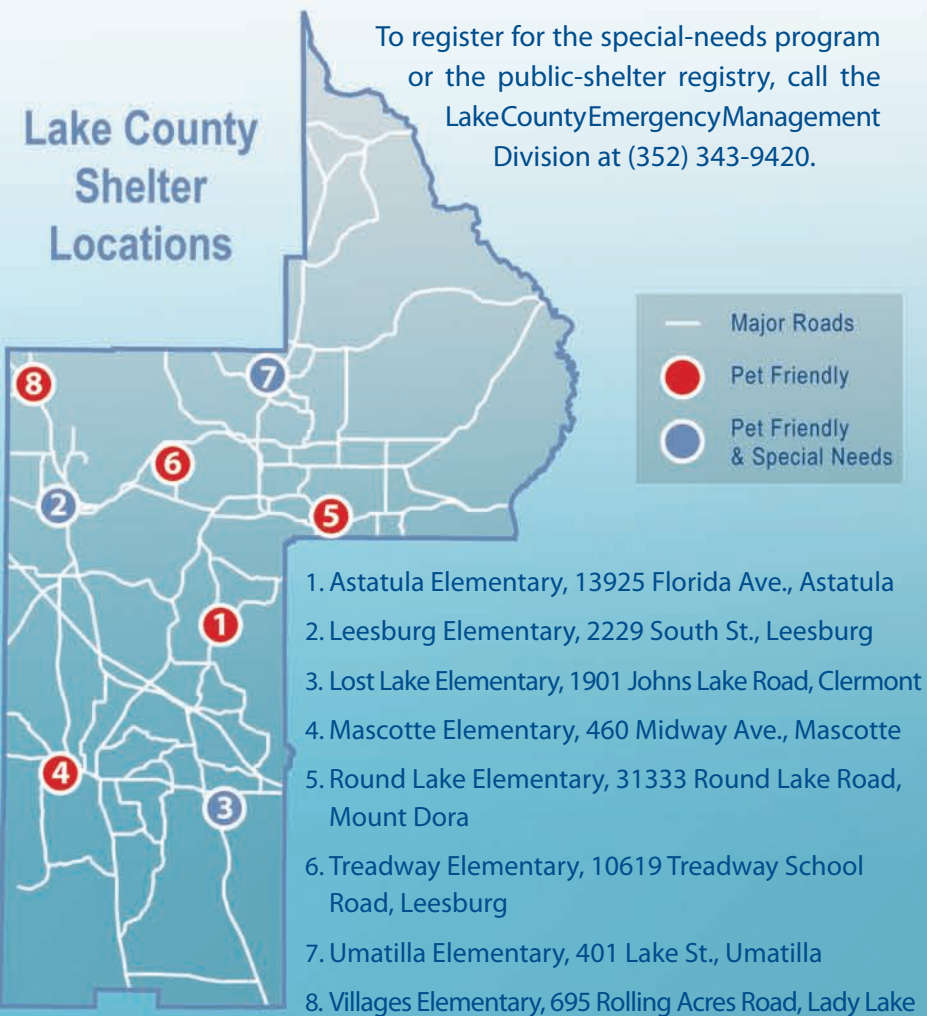 To register for the special-needs program
or the public-shelter registry, call the
Lake County Emergency Management
Division at (352) 343-9420.
Lake County
Shelter
Locations
Major Roads
Pet Friendly
Pet Friendly
& Special Needs
8
7
6
2
5
1
4
3
1. Astatula Elementary, 13925 Florida Ave., Astatula
2. Leesburg Elementary, 2229 South St., Leesburg
3. Lost Lake Elementary, 1901 Johns Lake Road, Clermont
4. Mascotte Elementary, 460 Midway Ave., Mascotte
5. Round Lake Elementary, 31333 Round Lake Road,
Mount Dora
6. Treadway Elementary, 10619 Treadway School
Road, Leesburg
7. Umatilla Elementary, 401 Lake St., Umatilla
8. Villages Elementary, 695 Rolling Acres Road, Lady Lake